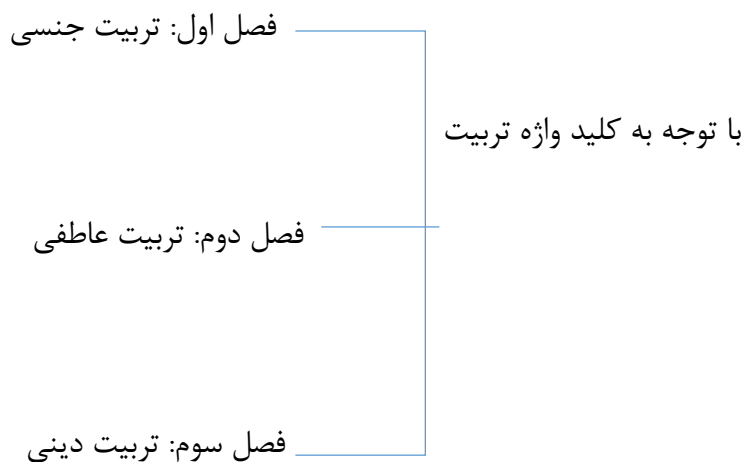 فصل اول: تربیت جنسی
با توجه به کلید واژه تربیت
فصل دوم: تربیت عاطفی
فصل سوم: تربیت دینی